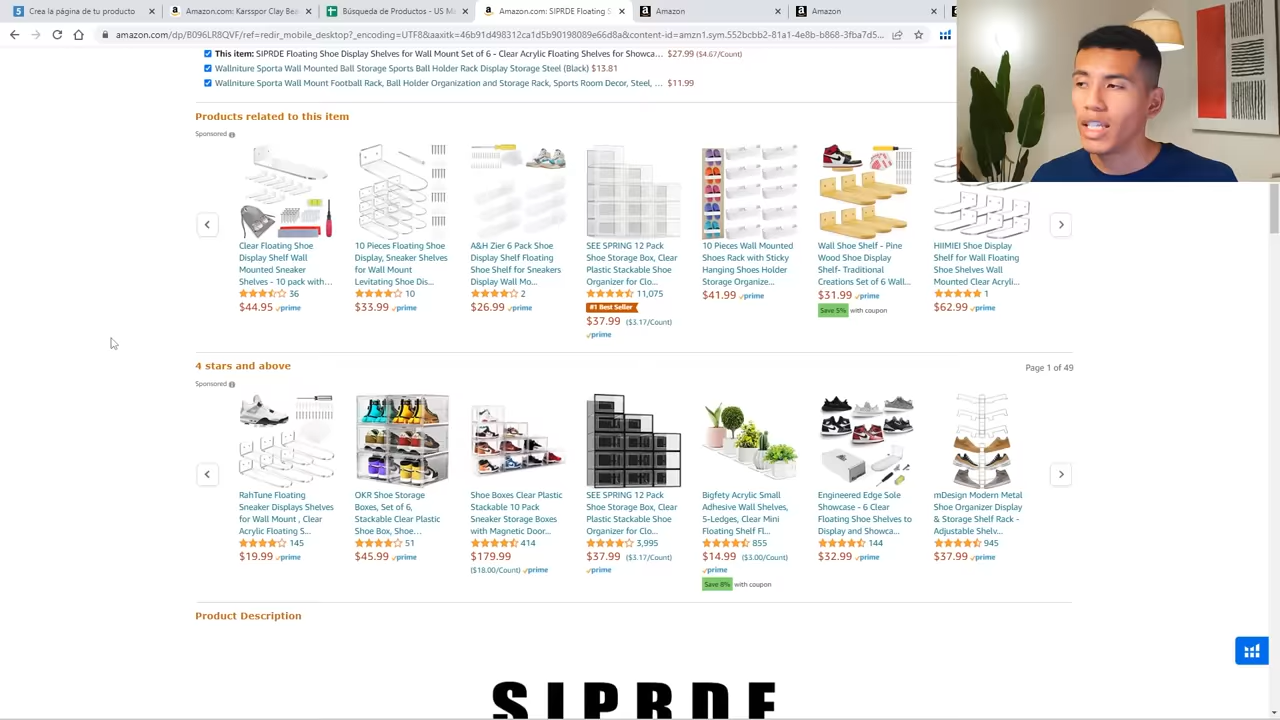 Crea la página de tu producto
Amazon.com: Karsspor Clay Bea
Búsqueda de Productos - US M
Amazon.com: SIPRDE Floating S
Amazon
Amazon
amazon.com/dp/B096LR8QVF/ref=redir_mobile_desktop?_encoding=UTF8&aaxitk=46b91d498312ca1d5b90198089e66d8a&content-id=amzn1.sym.552bcbb2-81a1-4e8b-b868-3fba7d5...
This item: SIPRDE Floating Shoe Display Shelves for Wall Mount Set of 6 - Clear Acrylic Floating Shelves for Showca... $27.99 ($4.67/Count)
Wallniture Sporta Wall Mounted Ball Storage Sports Ball Holder Rack Display Storage Steel (Black) $13.81
Wallniture Sporta Wall Mount Football Rack, Ball Holder Organization and Storage Rack, Sports Room Decor, Steel, ... $11.99
Products related to this item
Sponsored
Clear Floating Shoe
Display Shelf Wall
Mounted Sneaker
Shelves - 10 pack with...
36
$44.95 prime
10 Pieces Floating Shoe
Display, Sneaker Shelves
for Wall Mount
Levitating Shoe Dis...
10
$33.99 prime
A&H Zier 6 Pack Shoe
Display Shelf Floating
Shoe Shelf for Sneakers
Display Wall Mo...
2
$26.99 prime
SEE SPRING 12 Pack
Shoe Storage Box, Clear
Plastic Stackable Shoe
Organizer for Clo...
11,075
#1 Best Seller
$37.99 ($3.17/Count)
prime
10 Pieces Wall Mounted
Shoes Rack with Sticky
Hanging Shoes Holder
Storage Organize...
$41.99 prime
Wall Shoe Shelf - Pine
Wood Shoe Display
Shelf- Traditional
Creations Set of 6 Wall...
$31.99 prime
Save 5% with coupon
HIIMIEI Shoe Display
Shelf for Wall Floating
Shoe Shelves Wall
Mounted Clear Acryli...
1
$62.99 prime
4 stars and above
Page 1 of 49
Sponsored
RahTune Floating
Sneaker Displays Shelves
for Wall Mount , Clear
Acrylic Floating S...
145
$19.99 prime
OKR Shoe Storage
Boxes, Set of 6,
Stackable Clear Plastic
Shoe Box, Shoe...
51
$45.99 prime
Shoe Boxes Clear Plastic
Stackable 10 Pack
Sneaker Storage Boxes
with Magnetic Door...
414
$179.99
($18.00/Count) prime
SEE SPRING 12 Pack
Shoe Storage Box, Clear
Plastic Stackable Shoe
Organizer for Clo...
3,995
$37.99 ($3.17/Count)
prime
Bigfety Acrylic Small
Adhesive Wall Shelves,
5-Ledges, Clear Mini
Floating Shelf Fl...
855
$14.99 ($3.00/Count)
prime
Save 8% with coupon
Engineered Edge Sole
Showcase - 6 Clear
Floating Shoe Shelves to
Display and Showca...
144
$32.99 prime
mDesign Modern Metal
Shoe Organizer Display
& Storage Shelf Rack -
Adjustable Shelv...
945
$37.99 prime
Product Description
SIPRDE